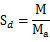 S_d = M / M_a